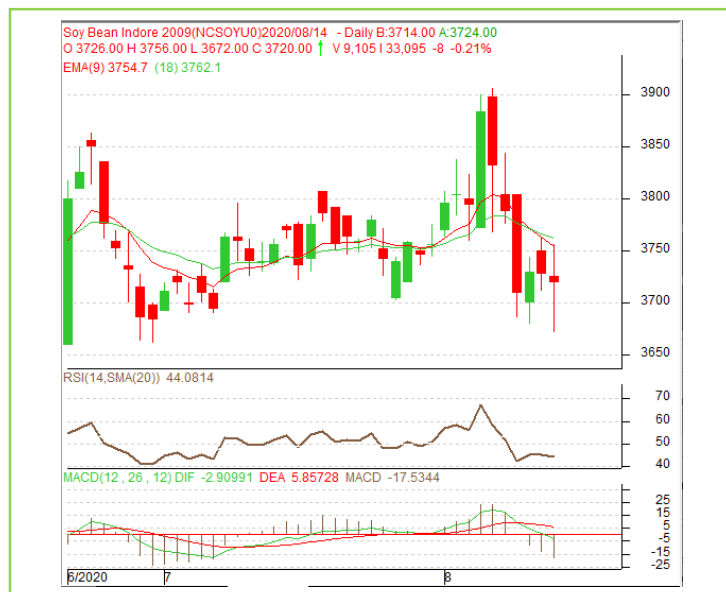 Soy Bean Indore 2009(NCSOYU0)2020/08/14 - Daily B:3714.00 A:3724.00
O 3726.00 H 3756.00 L 3672.00 C 3720.00 V 9,105 I 33,095 -8 -0.21%
EMA(9) 3754.7 (18) 3762.1
3900
3850
3800
3750
3700
3650
RSI(14,SMA(20)) 44.0814
70
60
50
40
MACD(12 , 26 , 12) DIF -2.90991 DEA 5.85728 MACD -17.5344
25
15
5
-5
-15
-25
6/2020 7 8